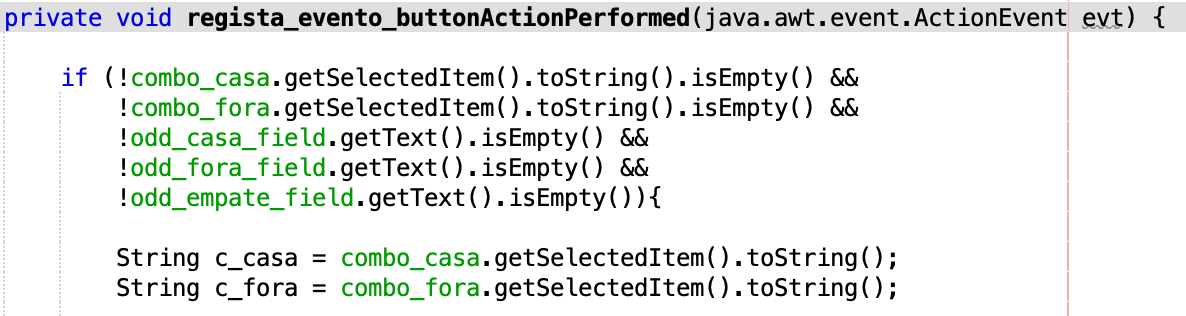 private void regista_evento_buttonActionPerformed(java.awt.event.ActionEvent evt) {
if (!combo_casa.getSelectedItem().toString().isEmpty() &&
!combo_fora.getSelectedItem().toString().isEmpty() &&
!odd_casa_field.getText().isEmpty() &&
!odd_fora_field.getText().isEmpty() &&
!odd_empate_field.getText().isEmpty()){
String c_casa = combo_casa.getSelectedItem().toString();
String c_fora = combo_fora.getSelectedItem().toString();